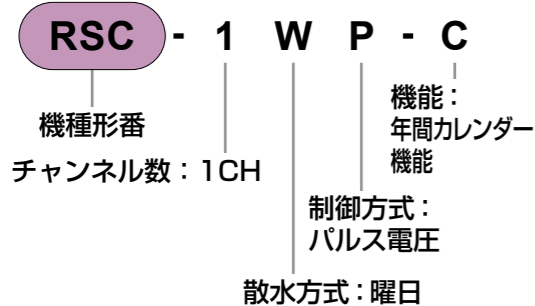 RSC - 1 W P - C
機種形番
機能：
年間カレンダー
機能
チャンネル数：1CH
制御方式：
パルス電圧
散水方式：曜日